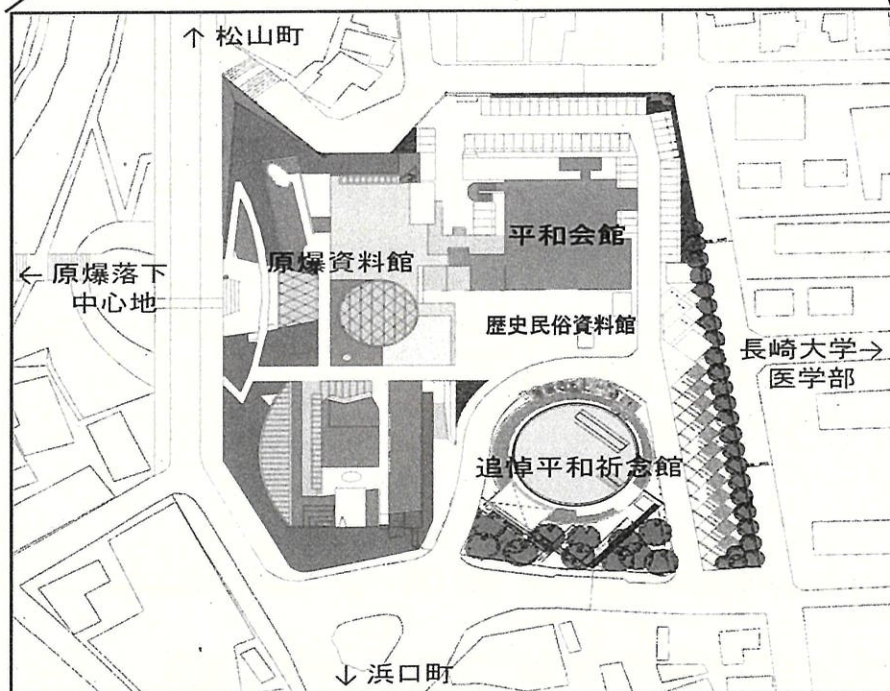 ↑ 松山町
平和会館
原爆資料館
← 原爆落下
中心地
歴史民俗資料館
長崎大学→
医学部
追悼平和祈念館
↓ 浜口町